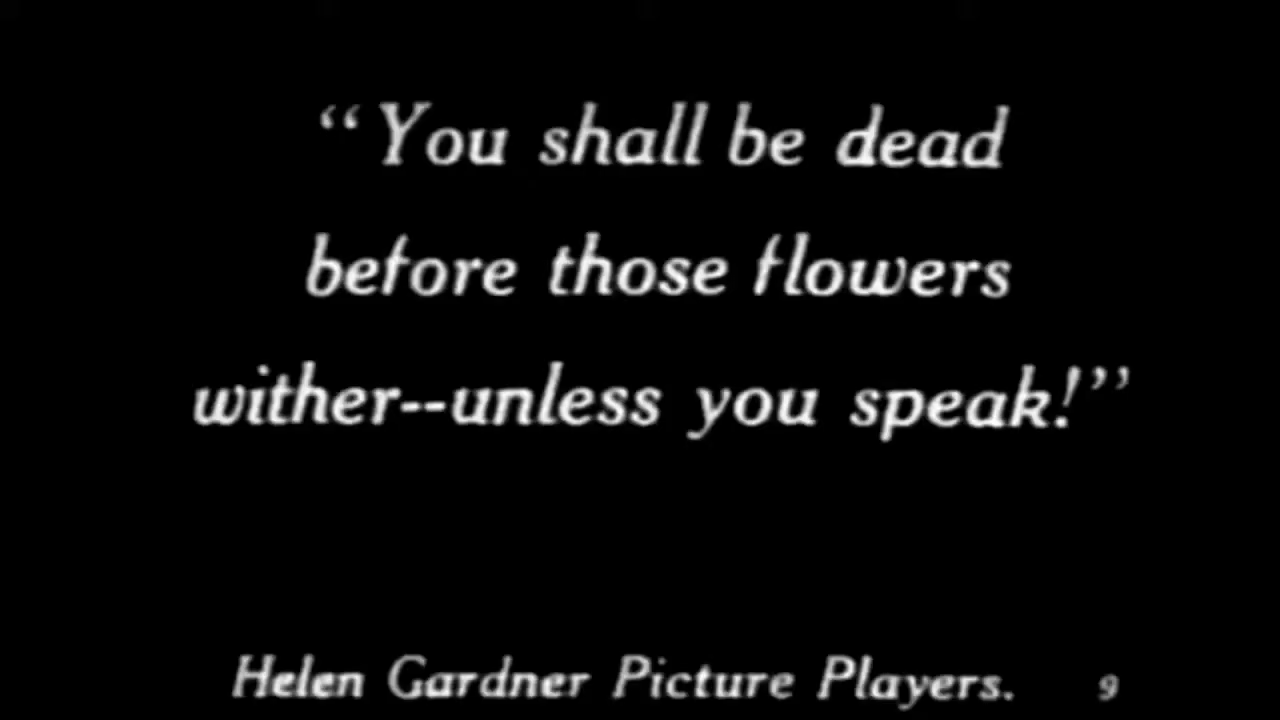 “You shall be dead
before those flowers
wither--unless you speak!”
Helen Gardner Picture Players. 9